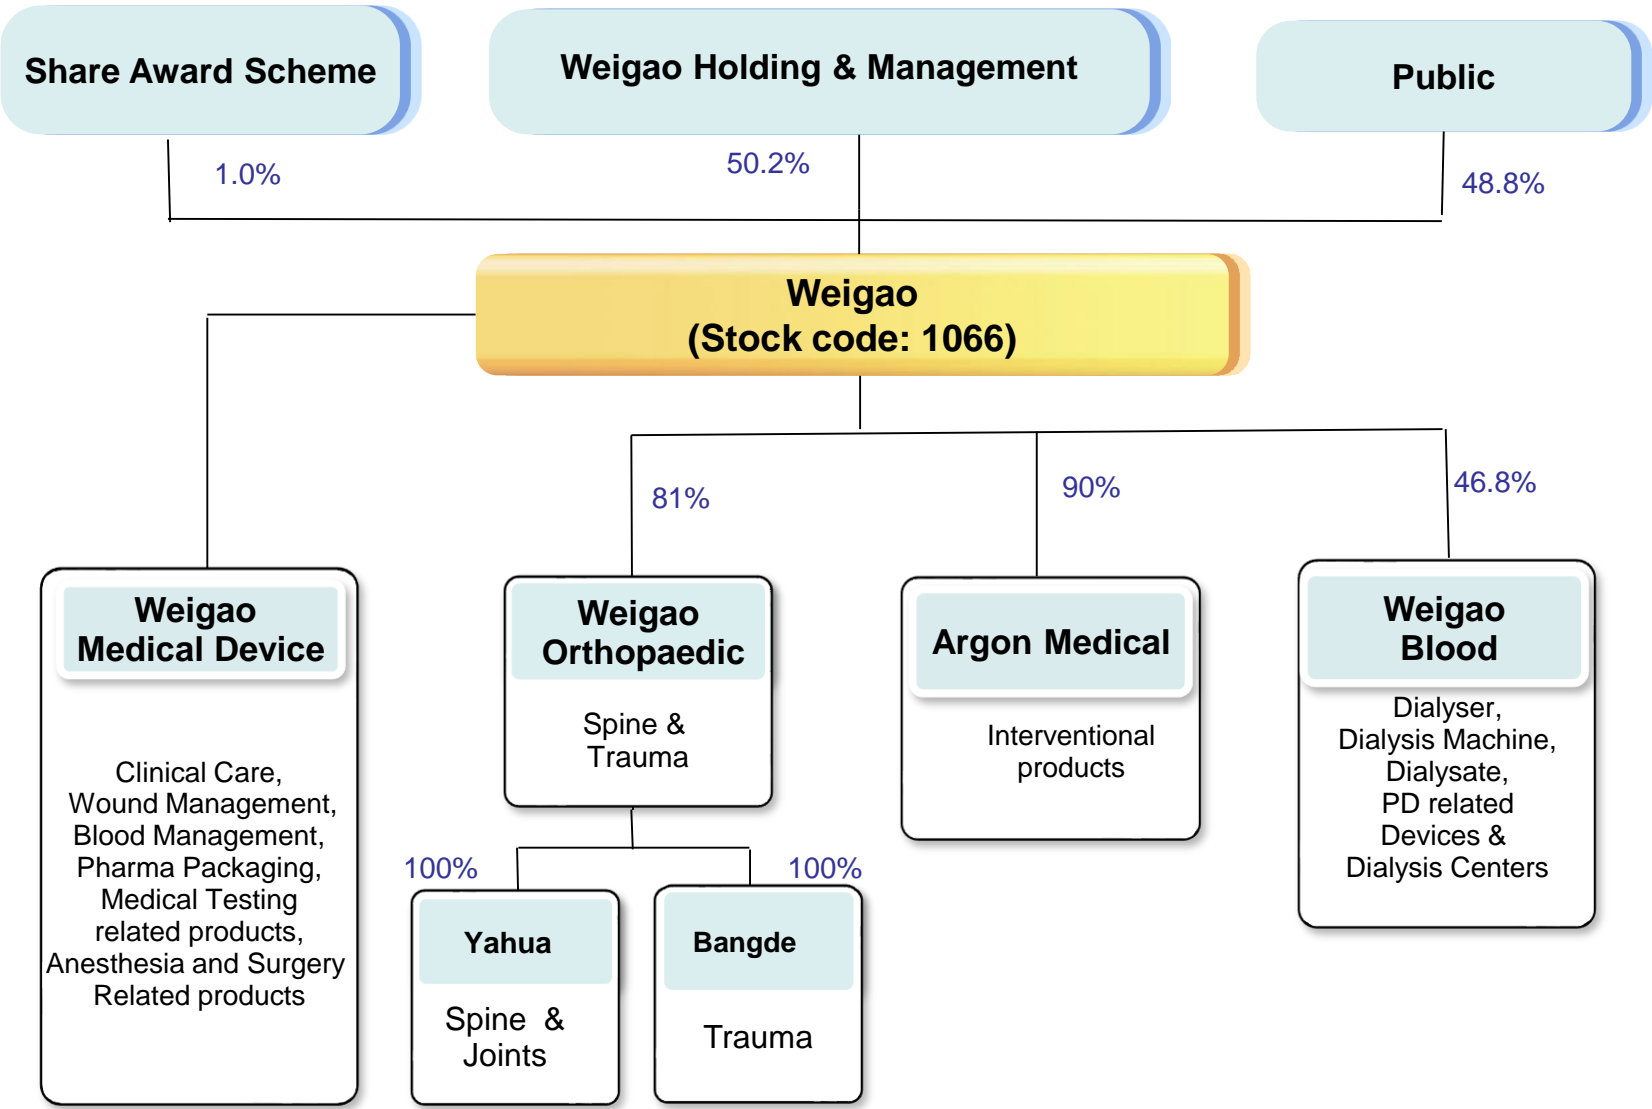 Share Award Scheme
Weigao Holding & Management
Public
1.0%
50.2%
48.8%
Weigao
(Stock code: 1066)
81%
90%
46.8%
Weigao
Medical Device
Clinical Care,
Wound Management,
Blood Management,
Pharma Packaging,
Medical Testing
related products,
Anesthesia and Surgery
Related products
Weigao
Orthopaedic
Spine &
Trauma
Argon Medical
Interventional
products
Weigao
Blood
Dialyser,
Dialysis Machine,
Dialysate,
PD related
Devices &
Dialysis Centers
100%
100%
Yahua
Spine &
Joints
Bangde
Trauma